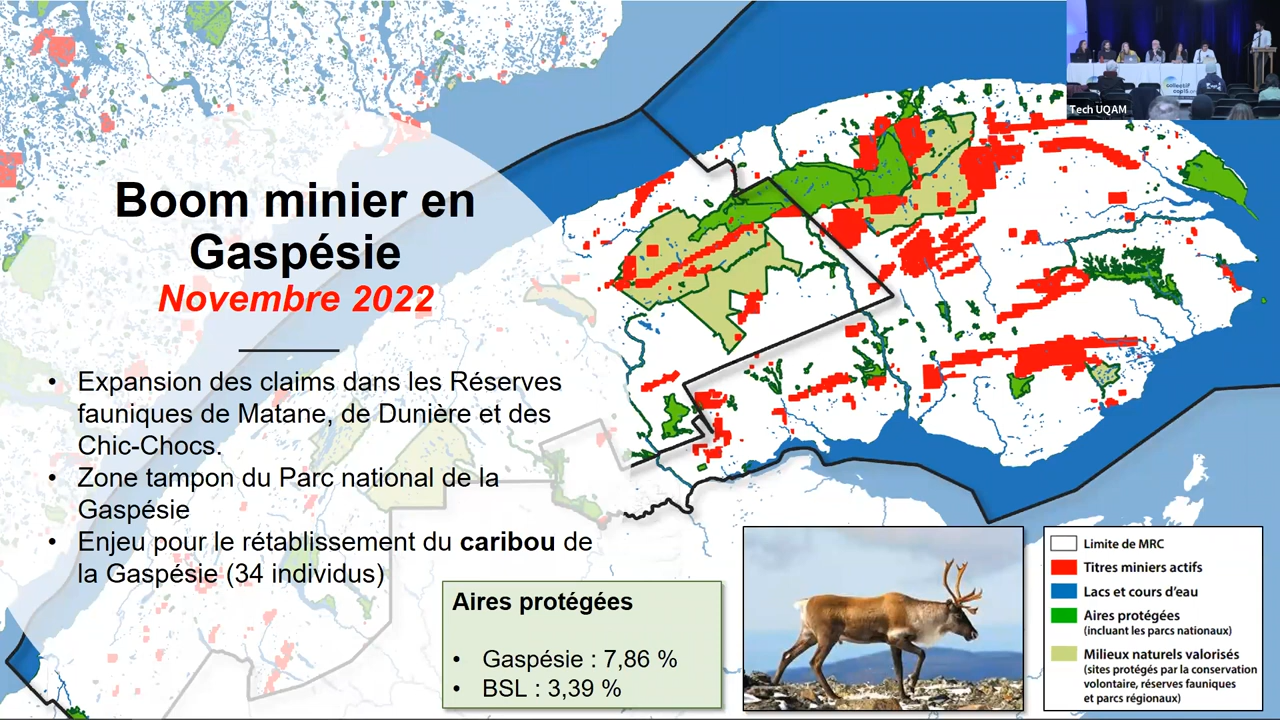 Boom minier en
Gaspésie
Novembre 2022
• Expansion des claims dans les Réserves
fauniques de Matane, de Dunière et des
Chic-Chocs.
• Zone tampon du Parc national de la
Gaspésie
• Enjeu pour le rétablissement du caribou de
la Gaspésie (34 individus)
Aires protégées
• Gaspésie : 7,86 %
• BSL : 3,39 %
Limite de MRC
Titres miniers actifs
Lacs et cours d'eau
Aires protégées
(incluant les parcs nationaux)
Milieux naturels valorisés
(sites protégés par la conservation
volontaire, réserves fauniques
et parcs régionaux)
collectif
cop15.org
Tech UQAM